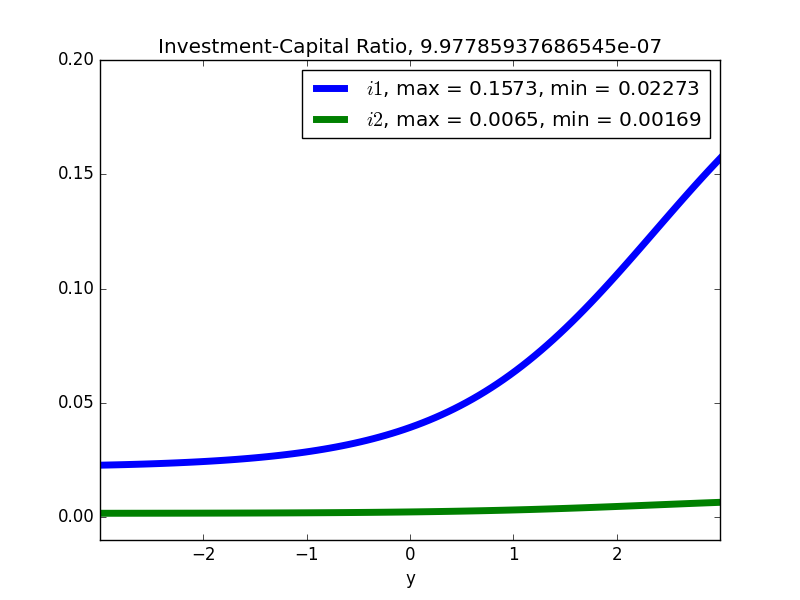 Investment-Capital Ratio, 9.97785937686545e-07
i1, max = 0.1573, min = 0.02273
i2, max = 0.0065, min = 0.00169
0.20
0.15
0.10
0.05
0.00
−2 −1 0 1 2
y